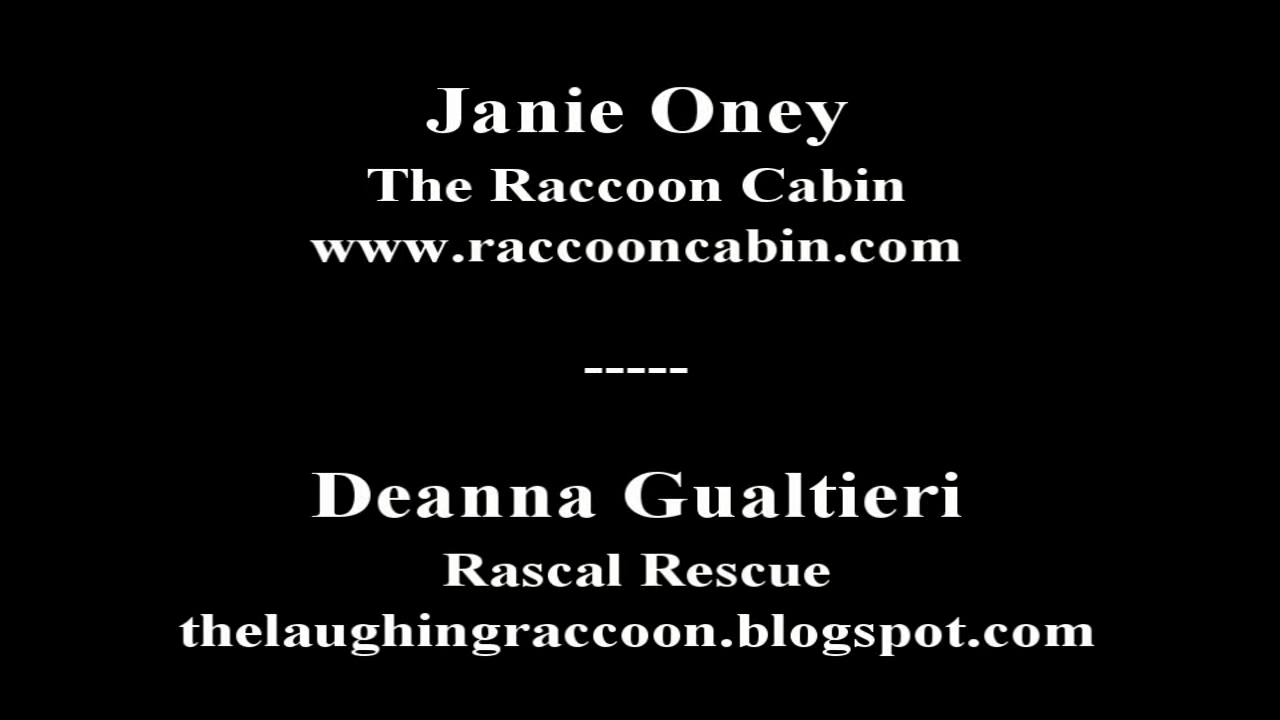 Janie Oney
The Raccoon Cabin
www.raccooncabin.com
-----
Deanna Gualtieri
Rascal Rescue
thelaughingraccoon.blogspot.com